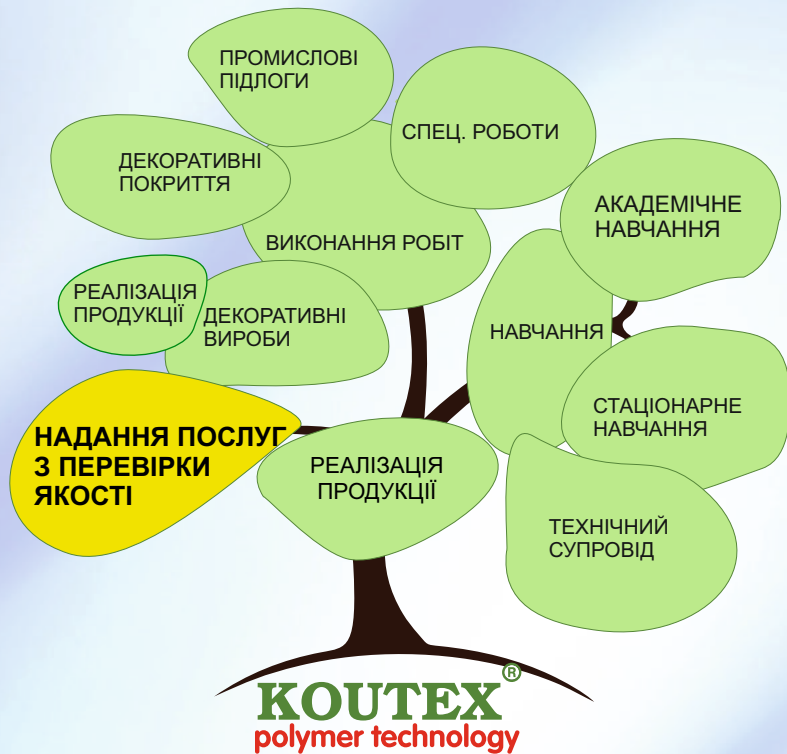 ПРОМИСЛОВІ
ПІДЛОГИ
СПЕЦ. РОБОТИ
ДЕКОРАТИВНІ
ПОКРИТТЯ
АКАДЕМІЧНЕ
НАВЧАННЯ
ВИКОНАННЯ РОБІТ
РЕАЛІЗАЦІЯ
ПРОДУКЦІЇ
ДЕКОРАТИВНІ
ВИРОБИ
НАВЧАННЯ
СТАЦІОНАРНЕ
НАВЧАННЯ
НАДАННЯ ПОСЛУГ
З ПЕРЕВІРКИ
ЯКОСТІ
РЕАЛІЗАЦІЯ
ПРОДУКЦІЇ
ТЕХНІЧНИЙ
СУПРОВІД
KOUTEX®
polymer technology